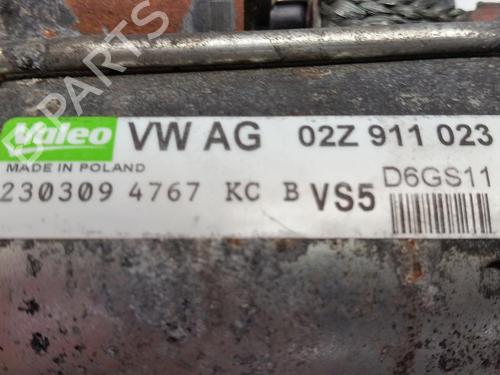 Valeo VW AG 02Z 911 023
MADE IN POLAND
230309 4767 KC B VS5 D6GS11